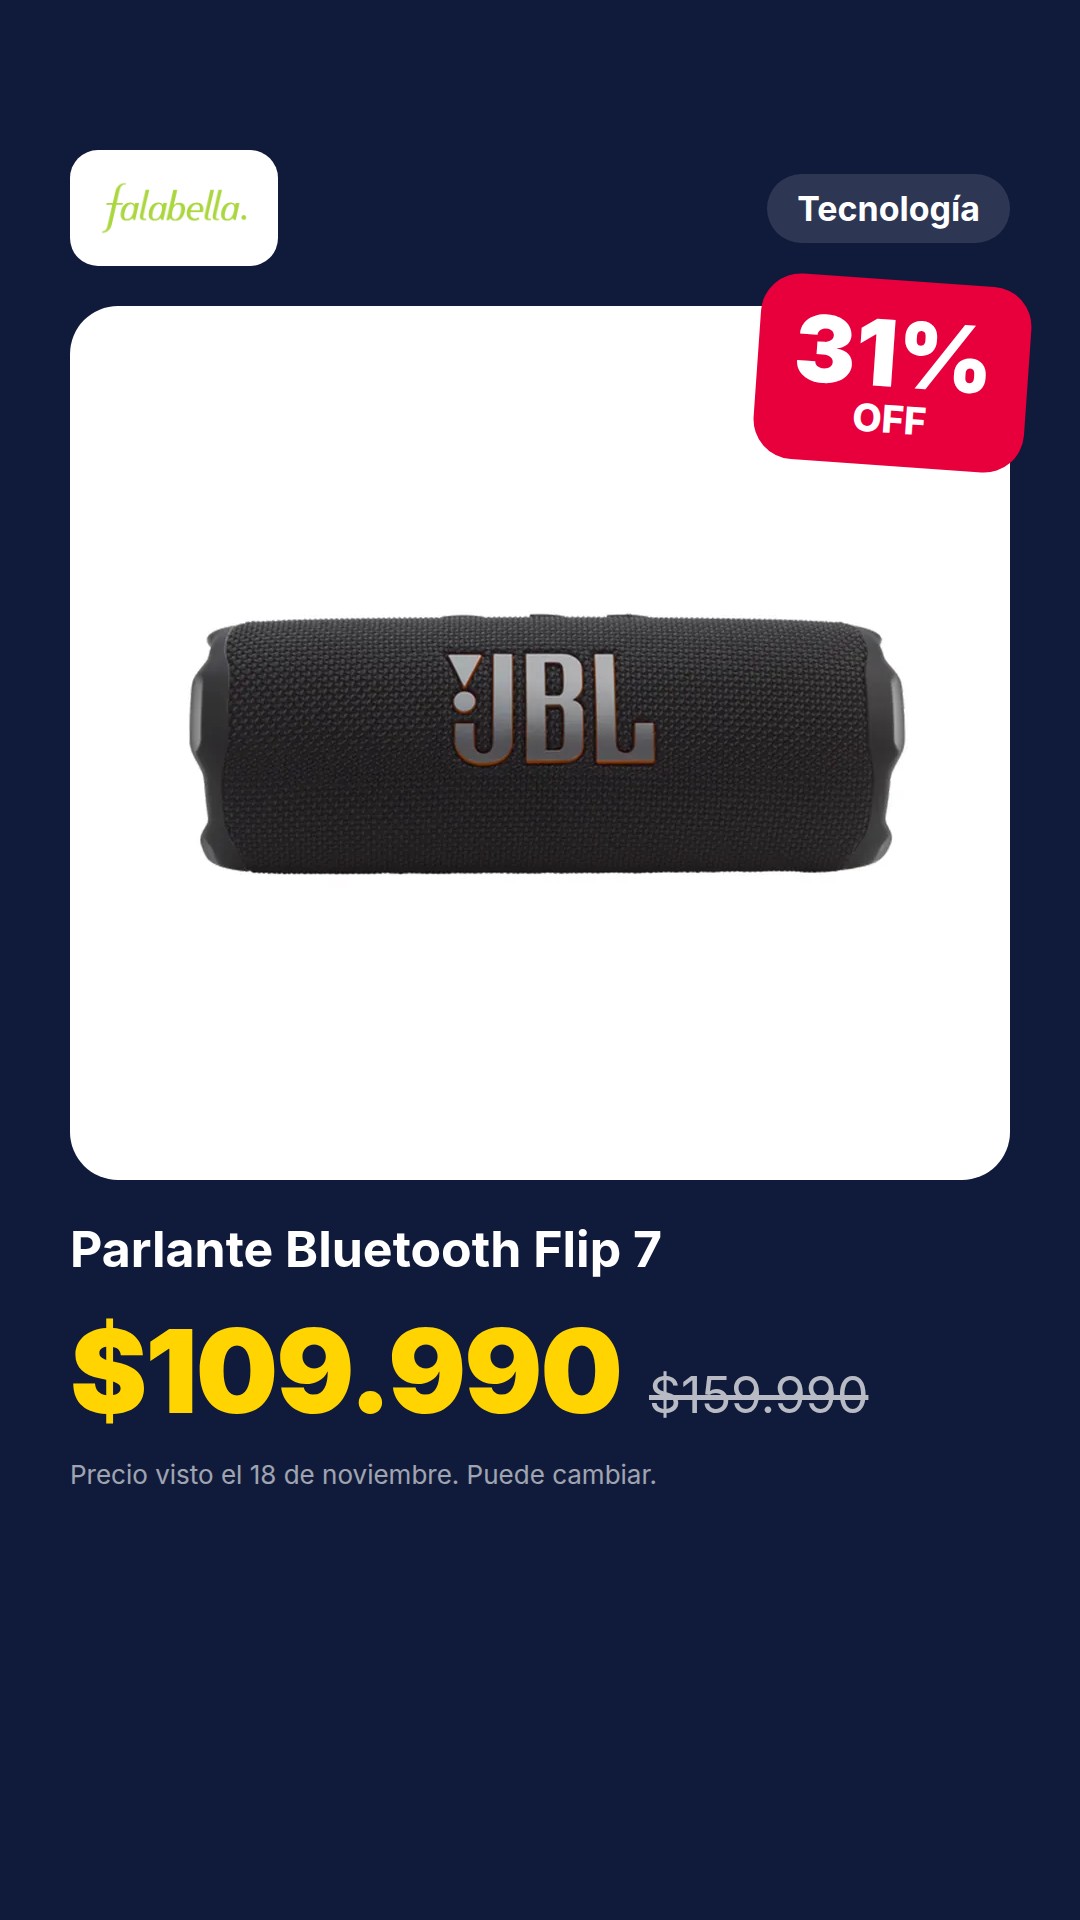 falabella.
Tecnología
31%
OFF
JBL
Parlante Bluetooth Flip 7
$109.990 $159.990
Precio visto el 18 de noviembre. Puede cambiar.